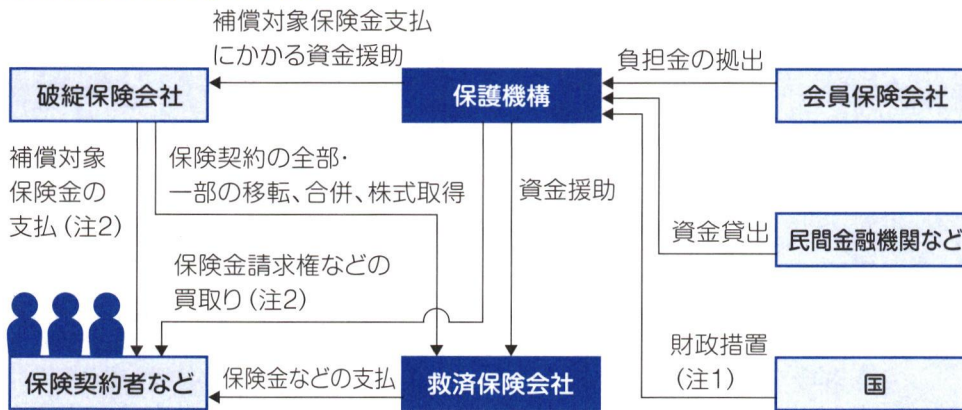 補償対象保険金支払
にかかる資金援助
負担金の拠出
破綻保険会社
保護機構
会員保険会社
補償対象
保険金の
支払(注2)
保険契約の全部・
一部の移転、合併、株式取得
資金援助
資金貸出
民間金融機関など
保険金請求権などの
買取り(注2)
財政措置
(注1)
保険契約者など
保険金などの支払
救済保険会社
国